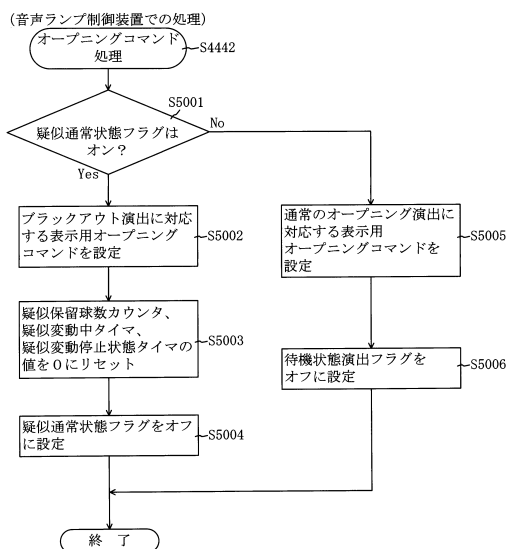 (音声ランプ制御装置での処理)
オープニングコマンド
処理
S4442
S5001
疑似通常状態フラグは
オン?
No
Yes
ブラックアウト演出に対応
する表示用オープニング
コマンドを設定
S5002
通常のオープニング演出に
対応する表示用
オープニングコマンドを
設定
S5005
疑似保留球数カウンタ、
疑似変動中タイマ、
疑似変動停止状態タイマの
値を0にリセット
S5003
待機状態演出フラグを
オフに設定
S5006
疑似通常状態フラグをオフ
に設定
S5004
終 了